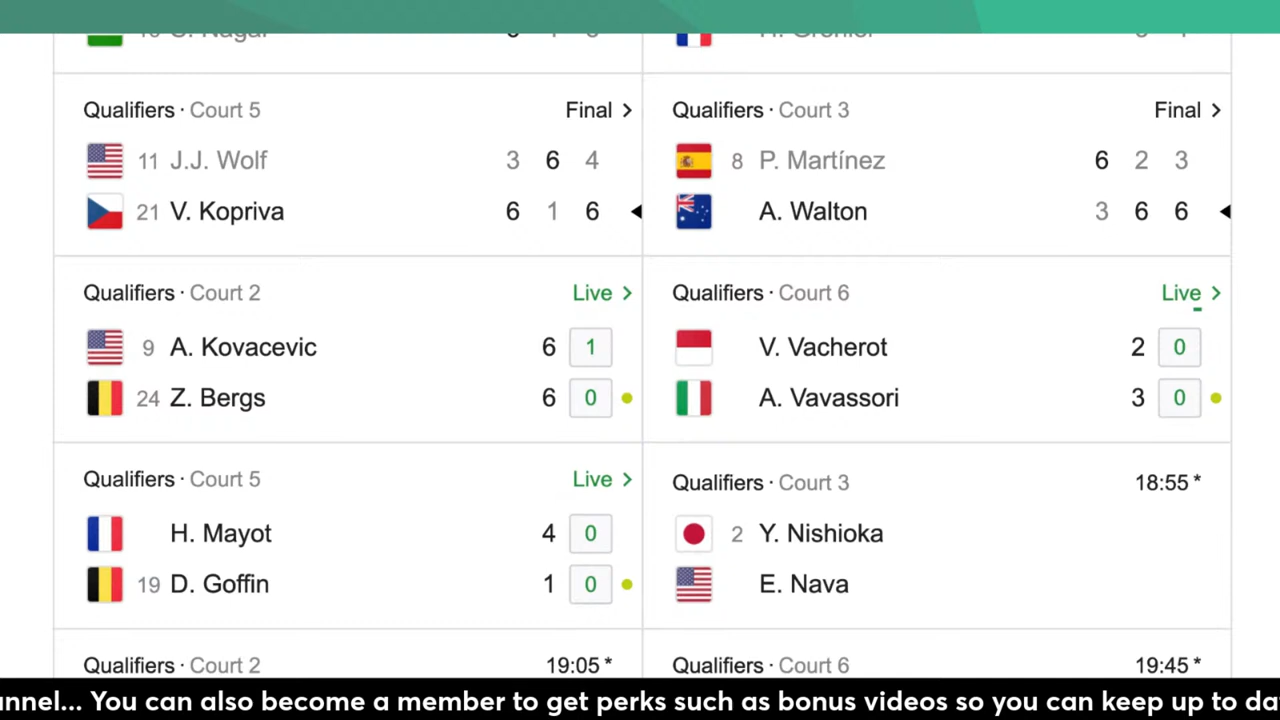 Qualifiers · Court 5 Final
11 J.J. Wolf 3 6 4
21 V. Kopriva 6 1 6
Qualifiers · Court 3 Final
8 P. Martínez 6 2 3
A. Walton 3 6 6
Qualifiers · Court 2 Live
9 A. Kovacevic 6 1
24 Z. Bergs 6 0
Qualifiers · Court 6 Live
V. Vacherot 2 0
A. Vavassori 3 0
Qualifiers · Court 5 Live
H. Mayot 4 0
19 D. Goffin 1 0
Qualifiers · Court 3 18:55 *
2 Y. Nishioka
E. Nava
Qualifiers · Court 2 19:05 *
Qualifiers · Court 6 19:45 *
You can also become a member to get perks such as bonus videos so you can keep up to